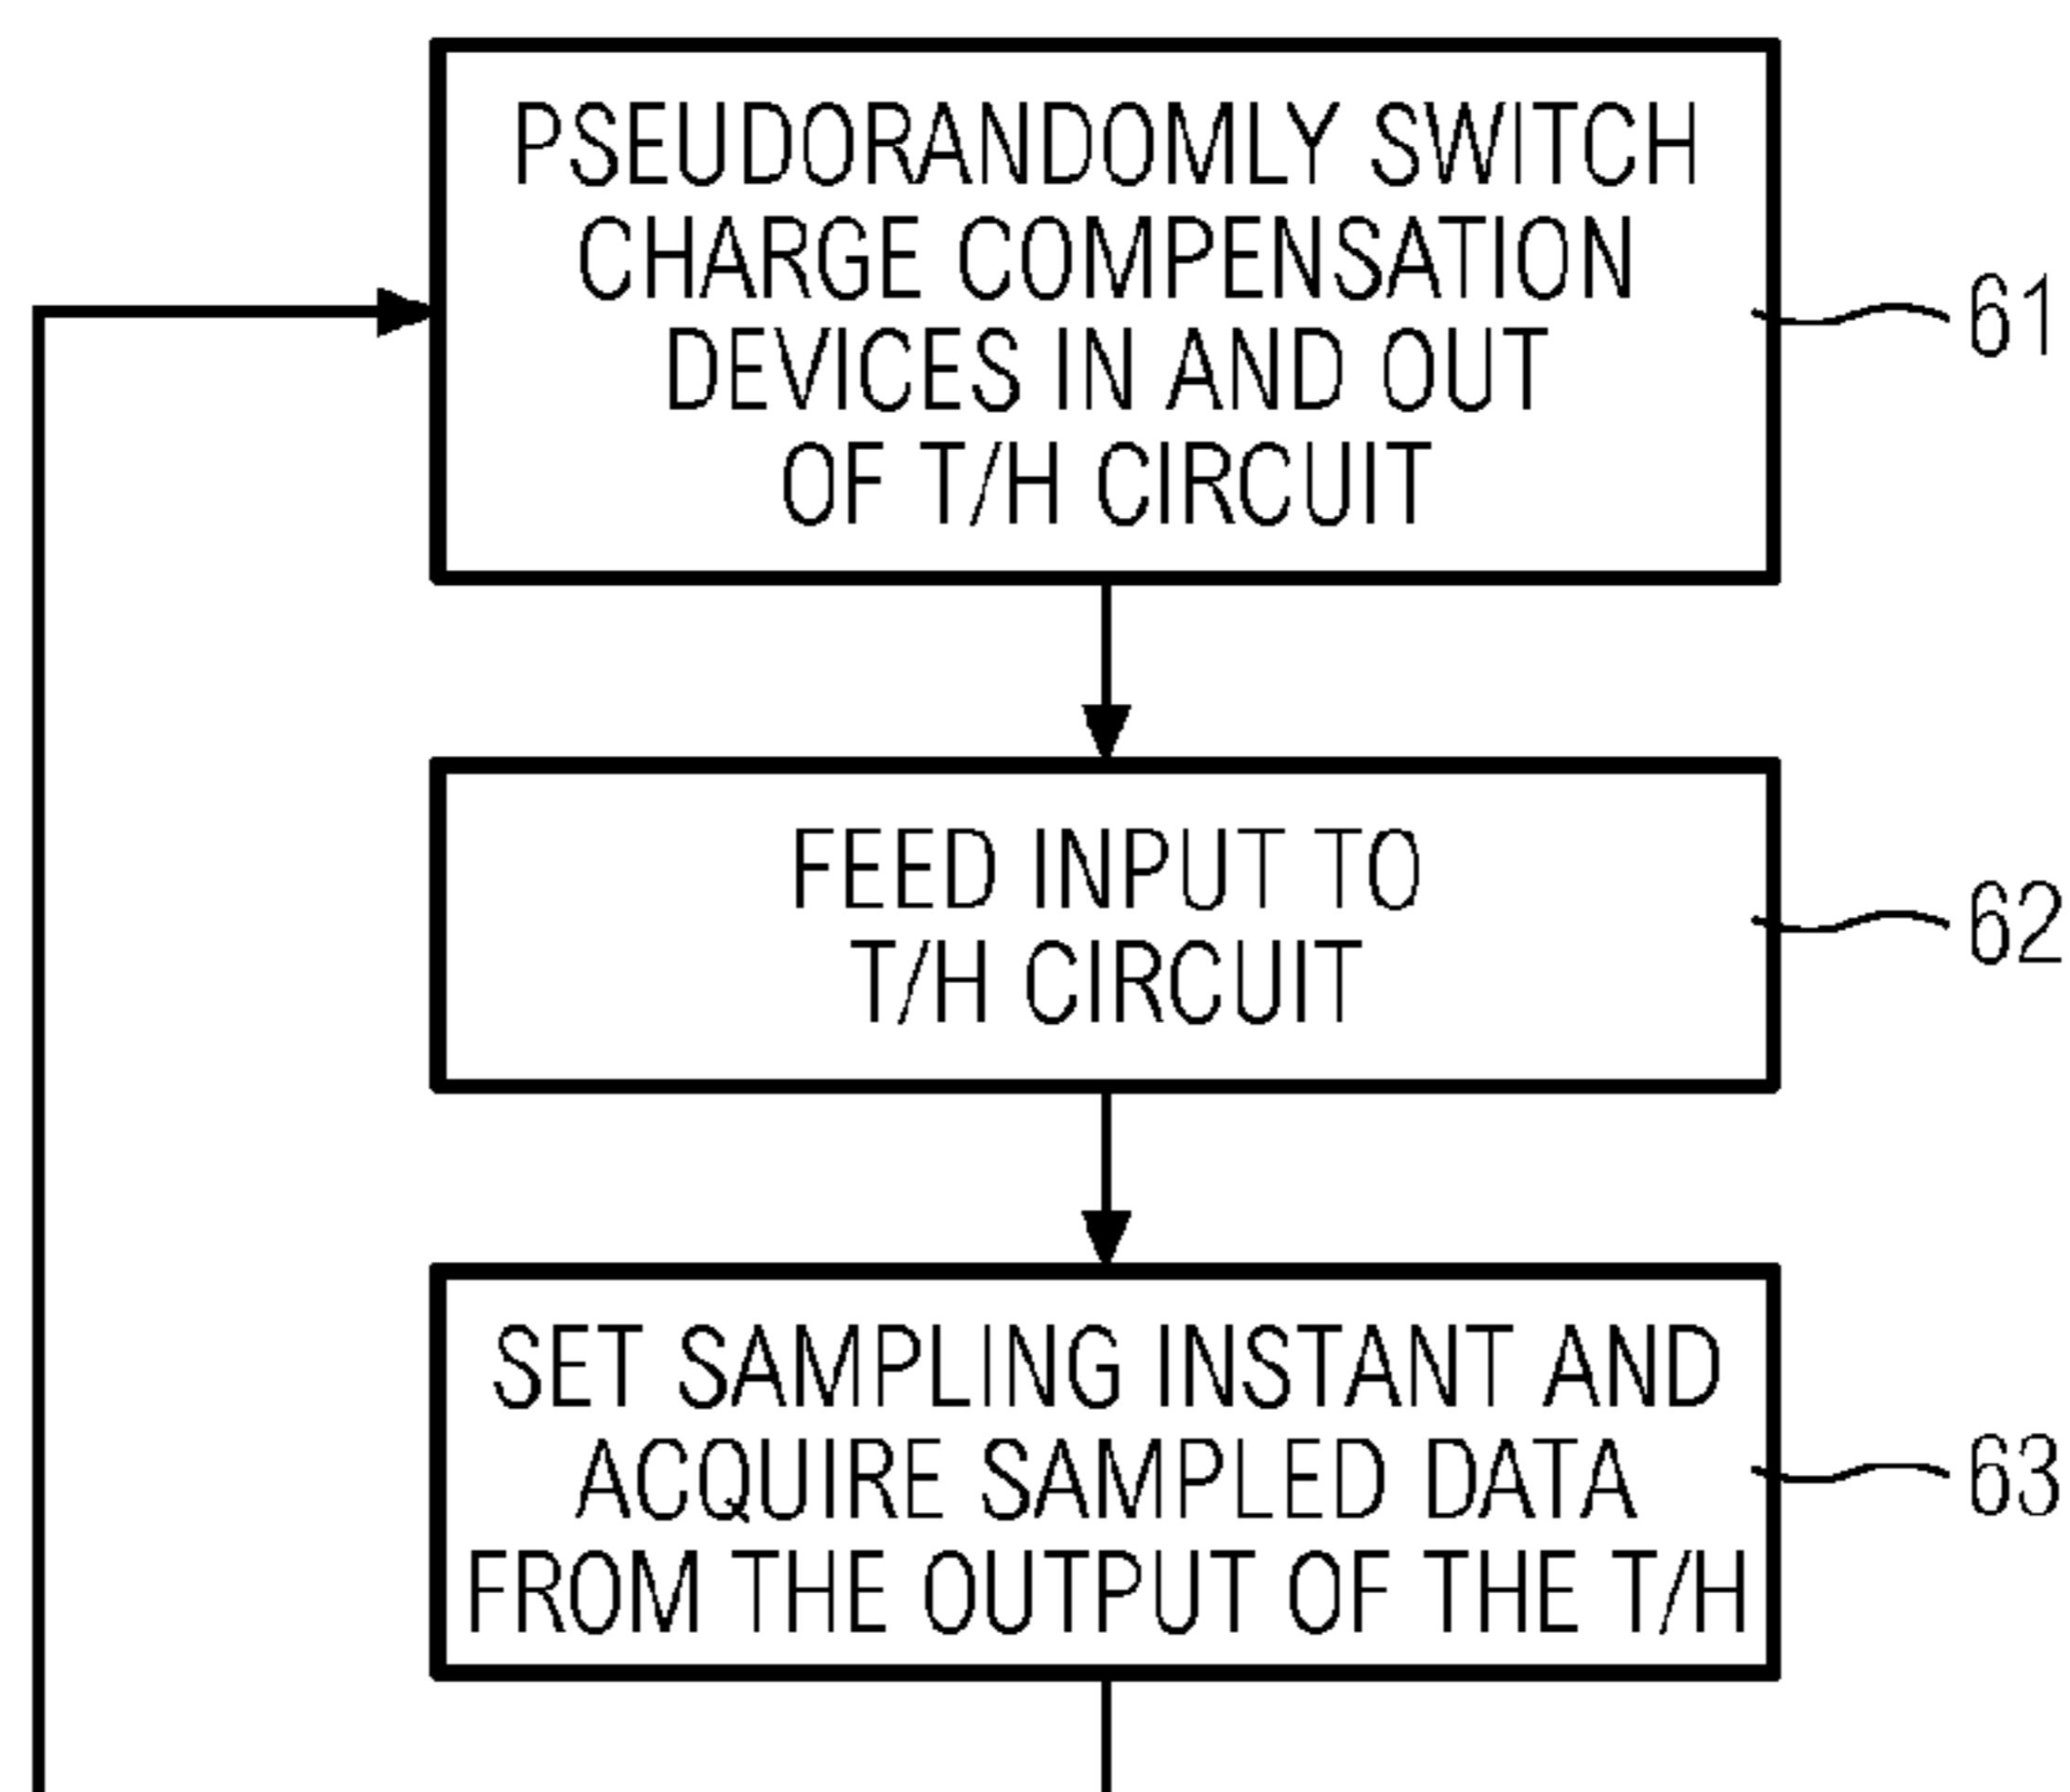 PSEUDORANDOMLY SWITCH
CHARGE COMPENSATION
DEVICES IN AND OUT
OF T/H CIRCUIT
61
FEED INPUT TO
T/H CIRCUIT
62
SET SAMPLING INSTANT AND
ACQUIRE SAMPLED DATA
FROM THE OUTPUT OF THE T/H
63